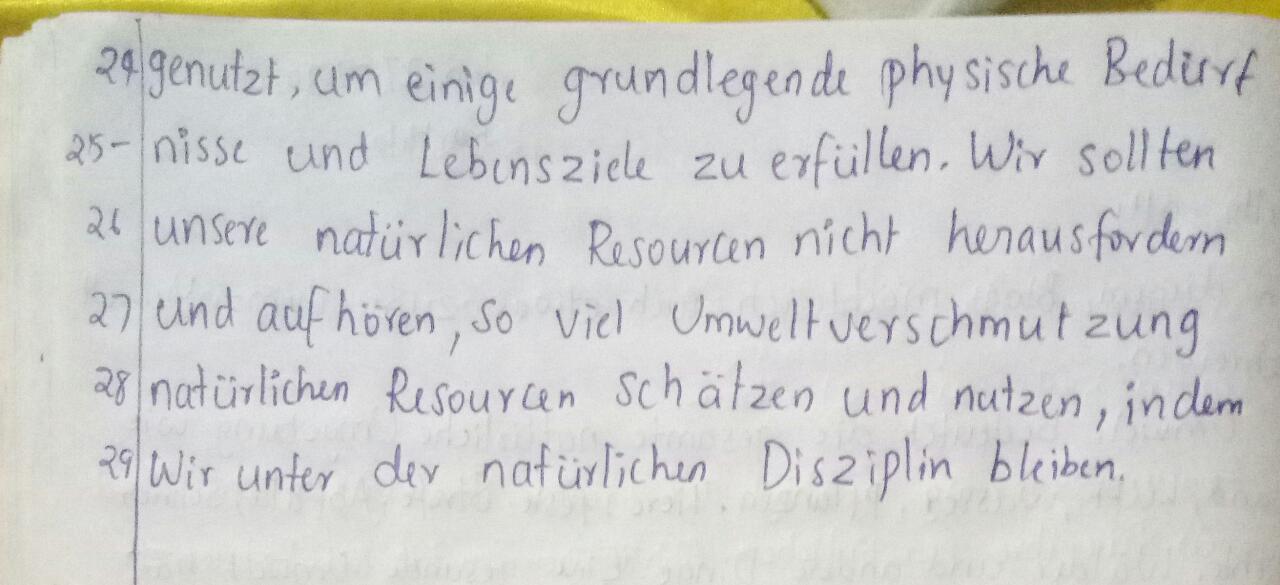 24 genutzt, um einige grundlegende physische Bedürf
25- nisse und Lebensziele zu erfüllen. Wir sollten
26 unsere natürlichen Resourcen nicht herausfordern
27 und aufhören, so viel Umweltverschmutzung
28 natürlichen Resourcen schätzen und nutzen, indem
29 Wir unter der natürlichen Disziplin bleiben.